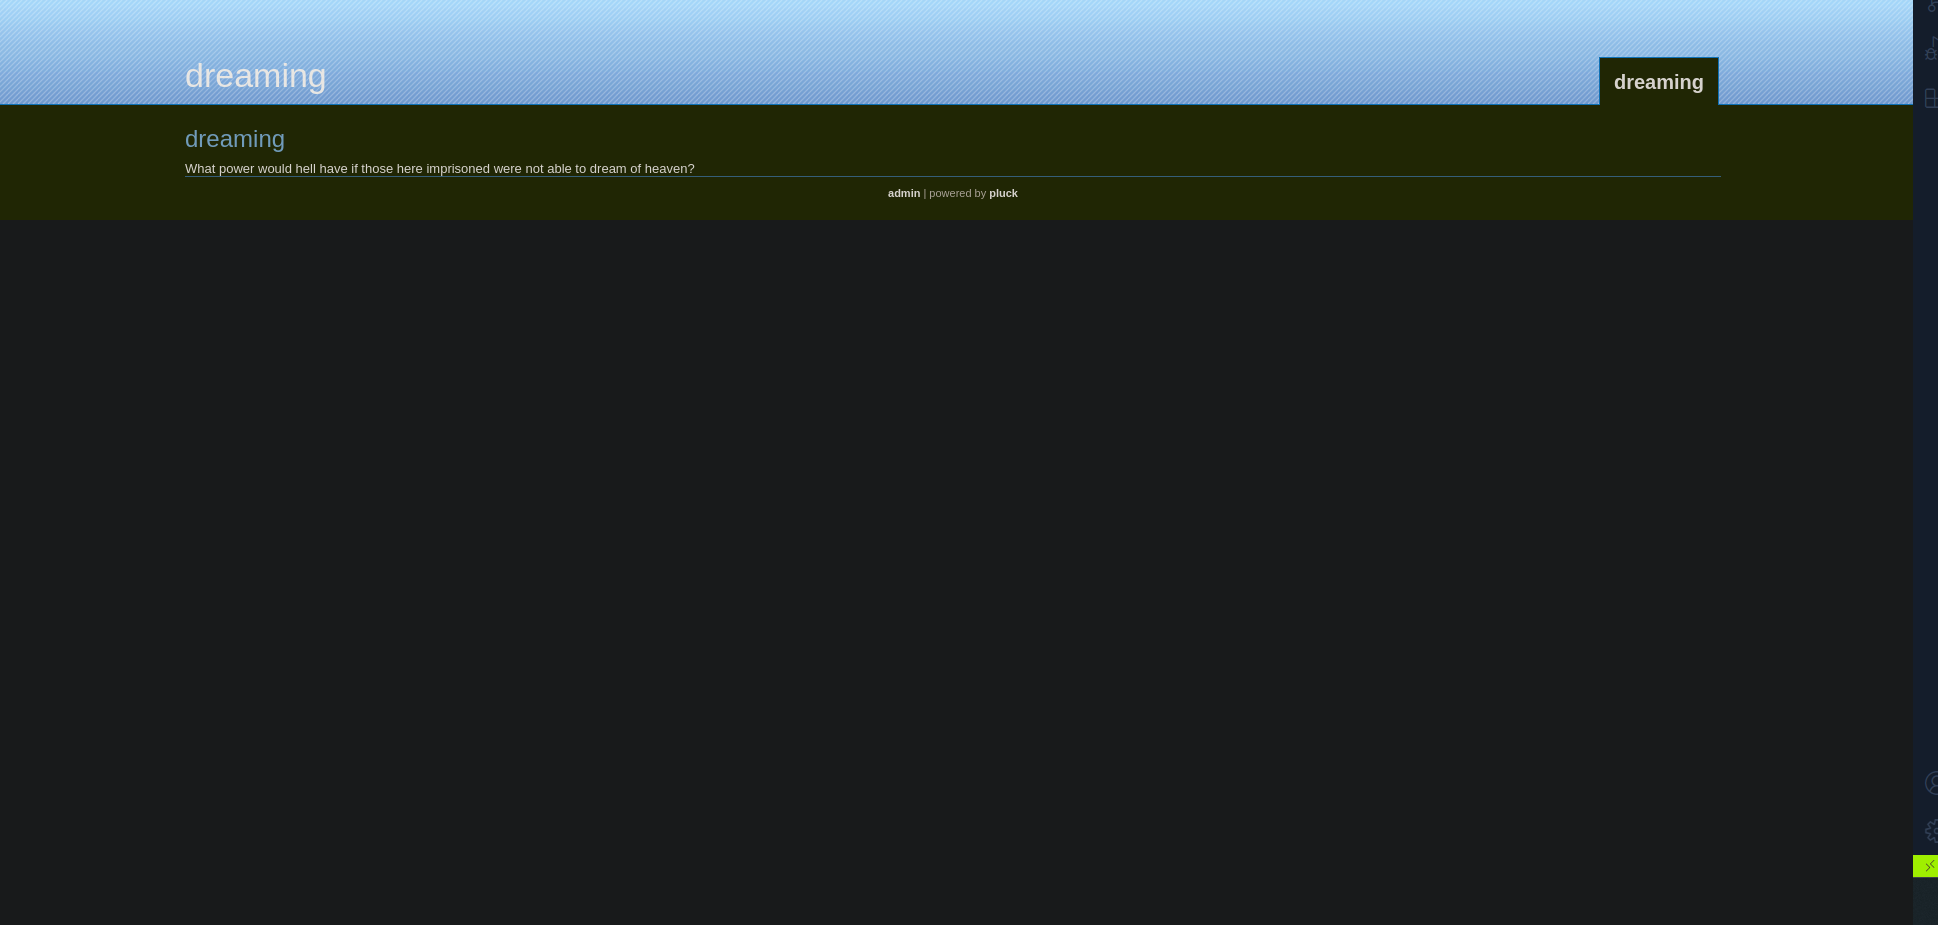 dreaming
dreaming
dreaming
What power would hell have if those here imprisoned were not able to dream of heaven?
admin | powered by pluck